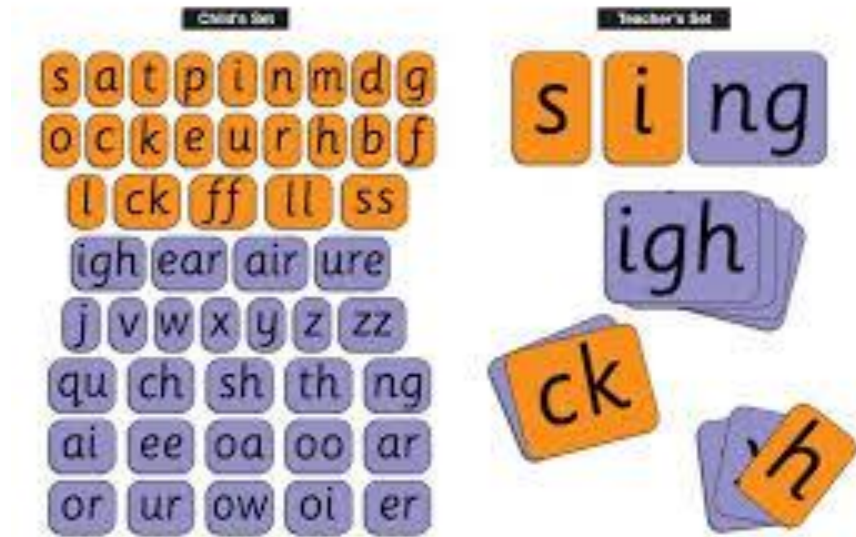 Child's Set
s a t p i n m d g
o c k e u r h b f
l ck ff ll ss
igh ear air ure
j v w x y z zz
qu ch sh th ng
ai ee oa oo ar
or ur ow oi er
Teacher's Set
s i ng
igh
ck
h